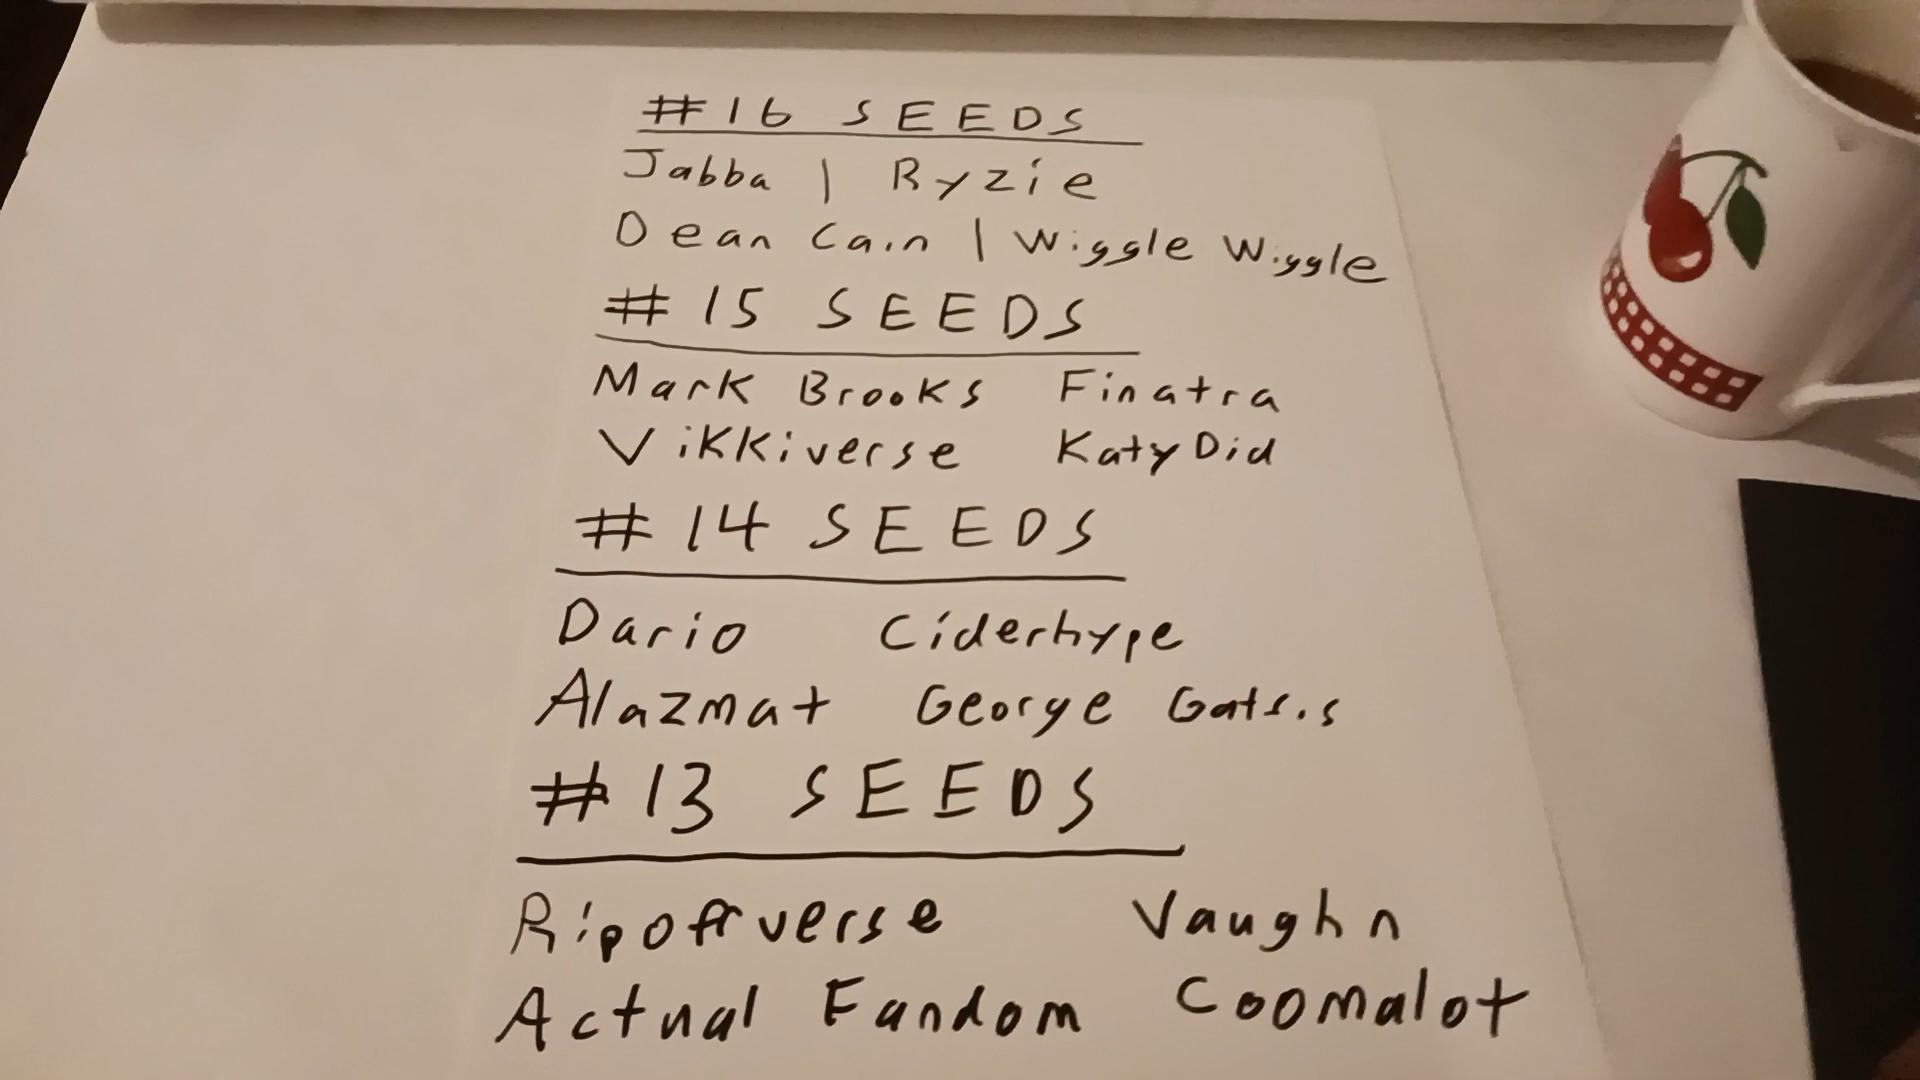 #16 SEEDS
Jabba | Ryzie
Dean Cain | Wiggle Wiggle
#15 SEEDS
Mark Brooks Finatra
Vikkiverse KatyDid
#14 SEEDS
Dario Ciderhype
Alazmat George Gatsis
#13 SEEDS
Ripoffverse Vaughn
Actual Fandom Coomalot